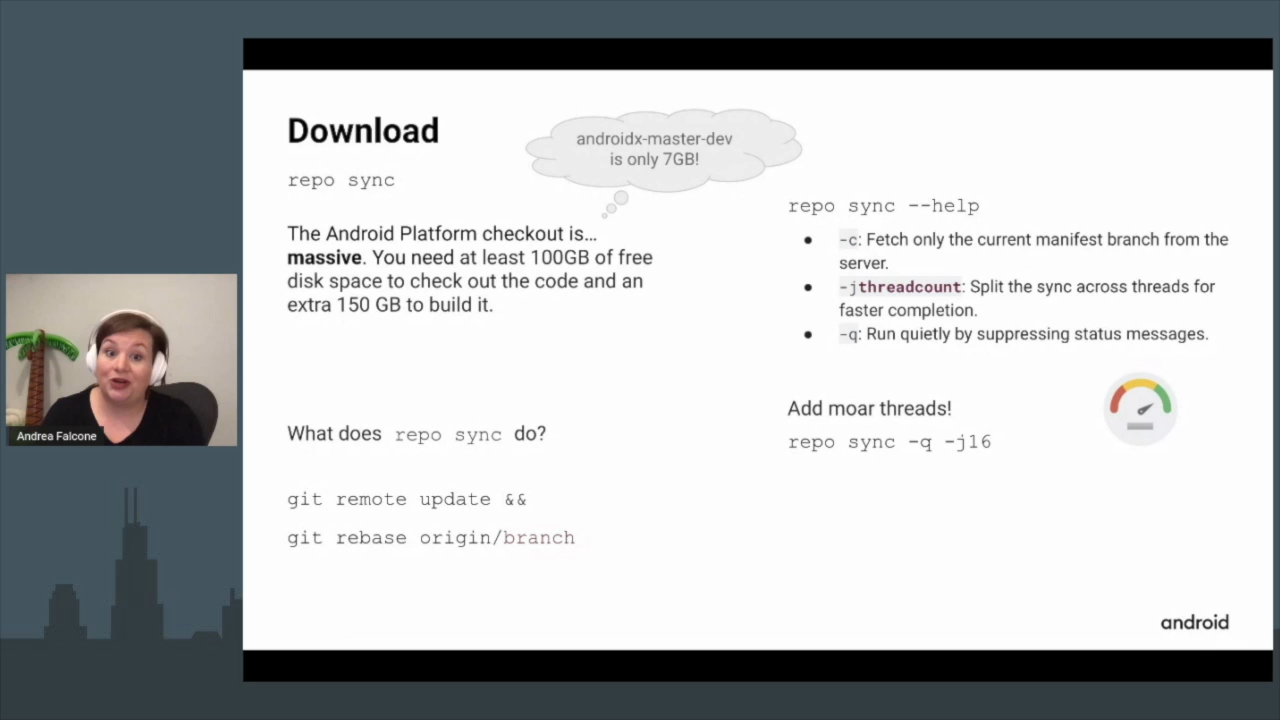 Download
androidx-master-dev
is only 7GB!
repo sync
The Android Platform checkout is…
massive. You need at least 100GB of free
disk space to check out the code and an
extra 150 GB to build it.
What does repo sync do?
git remote update &&
git rebase origin/branch
repo sync --help
● -c: Fetch only the current manifest branch from the
server.
● -jthreadcount: Split the sync across threads for
faster completion.
● -q: Run quietly by suppressing status messages.
Add moar threads!
repo sync -q -j16
android
Andrea Falcone